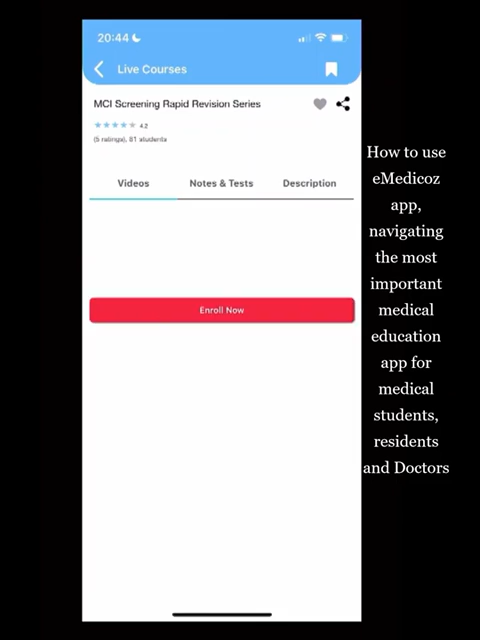 20:44
Live Courses
MCI Screening Rapid Revision Series
4.2
(5 ratings), 81 students
Videos
Notes & Tests
Description
Enroll Now
How to use
eMedicoz
app,
navigating
the most
important
medical
education
app for
medical
students,
residents
and Doctors